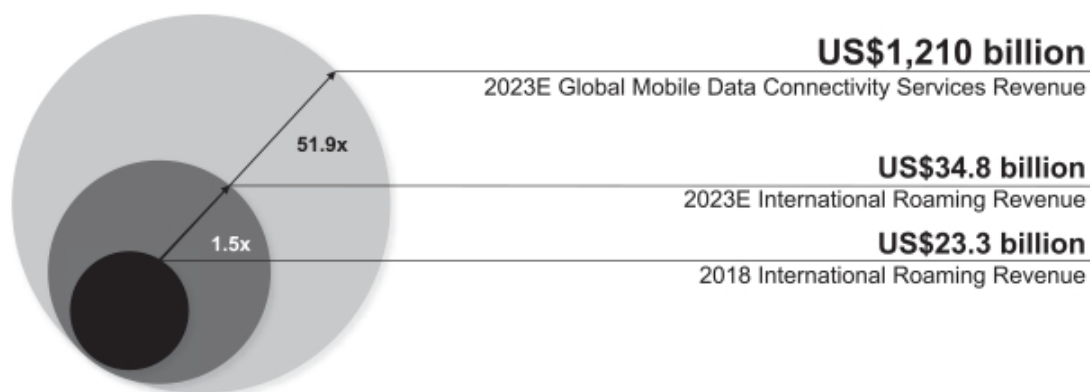 US$1,210 billion
2023E Global Mobile Data Connectivity Services Revenue
51.9x
US$34.8 billion
2023E International Roaming Revenue
1.5x
US$23.3 billion
2018 International Roaming Revenue